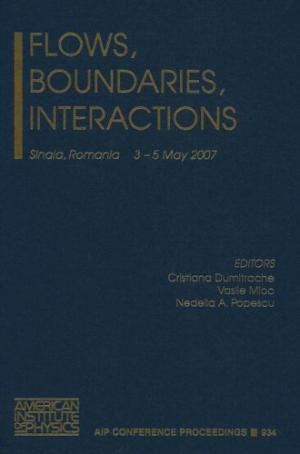 FLOWS,
BOUNDARIES,
INTERACTIONS
Sinaia, Romania 3 – 5 May 2007
EDITORS
Cristiana Dumitrache
Vasile Mioc
Nedelia A. Popescu
AMERICAN
INSTITUTE
OF PHYSICS
AIP CONFERENCE PROCEEDINGS ■ 934